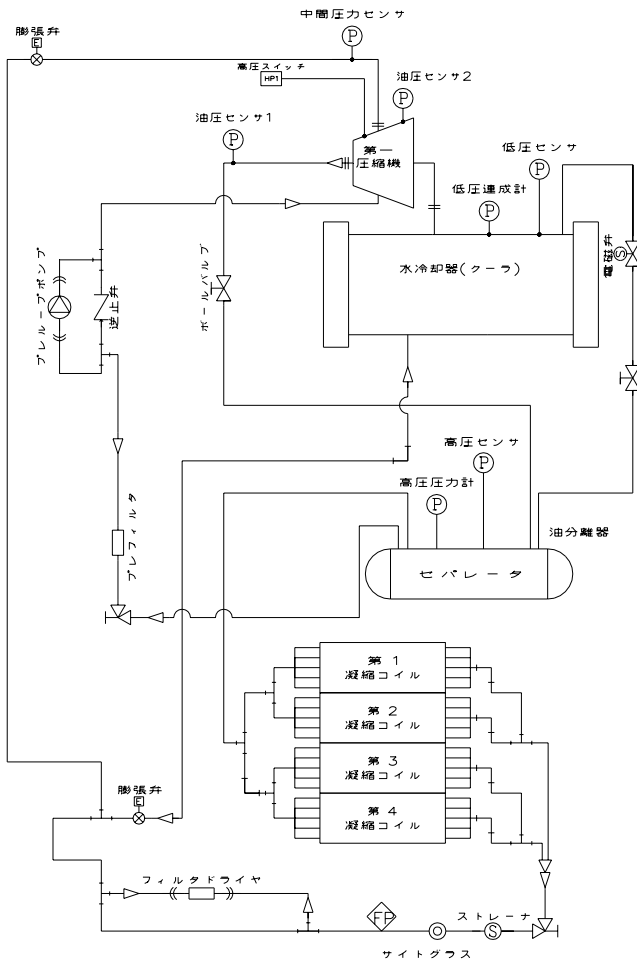 中間圧力センサ
膨張弁
E
P
高圧スイッチ
HP1
油圧センサ2
P
油圧センサ1
P
第一
圧縮機
低圧センサ
P
低圧連成計
P
水冷却器(クーラ)
S
プレループポンプ
逆止弁
ボールバルブ
高圧センサ
P
高圧圧力計
P
油分離器
セパレータ
プレフィルタ
第1
凝縮コイル
第2
凝縮コイル
第3
凝縮コイル
第4
凝縮コイル
膨張弁
E
フィルタドライヤ
FP
ストレーナ
S
サイトグラス